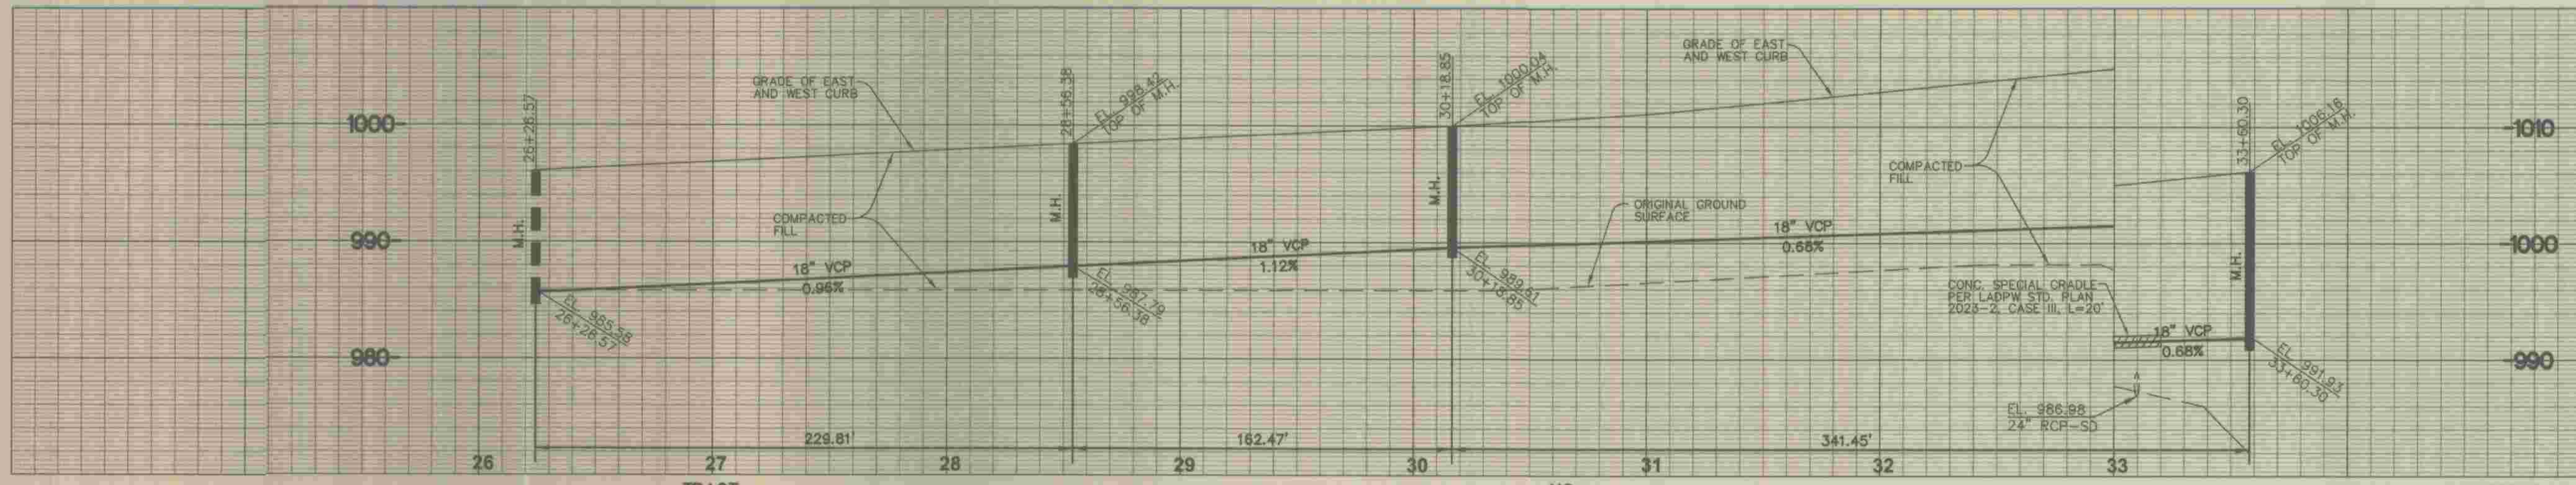 GRADE OF EAST
AND WEST CURB
GRADE OF EAST
AND WEST CURB
26+26.57
28+56.38
EL. 998.42
TOP OF M.H.
30+18.85
EL. 1000.04
TOP OF M.H.
33+60.30
EL. 1006.16
TOP OF M.H.
1000
1010
COMPACTED
FILL
COMPACTED
FILL
ORIGINAL GROUND
SURFACE
M.H.
M.H.
M.H.
M.H.
990
1000
18" VCP
0.96%
18" VCP
1.12%
18" VCP
0.68%
EL. 985.58
26+26.57
EL. 987.79
28+56.38
EL. 989.61
30+18.85
CONC. SPECIAL CRADLE
PER LADPW STD. PLAN
2023-2, CASE III, L=20'
18" VCP
0.68%
980
990
EL. 991.93
33+60.30
EL. 986.98
24" RCP-SD
229.81'
162.47'
341.45'
26
27
28
29
30
31
32
33
TRACT